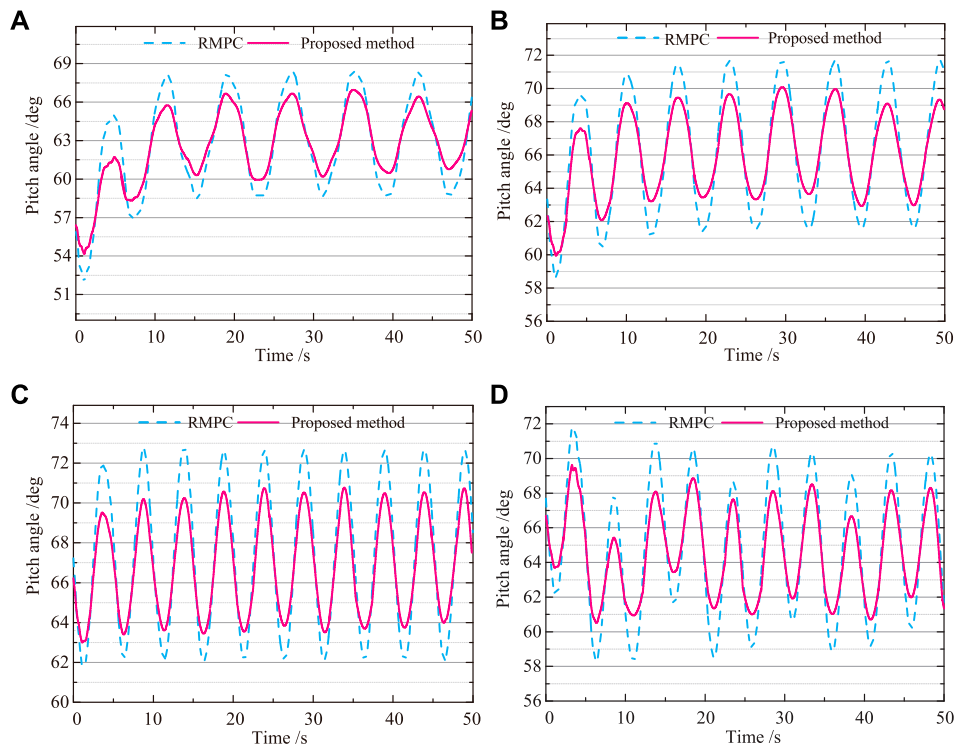 A
RMPC Proposed method
69
66
63
60
57
54
51
Pitch angle /deg
0 10 20 30 40 50
Time /s
B
RMPC Proposed method
72
70
68
66
64
62
60
58
56
Pitch angle /deg
0 10 20 30 40 50
Time /s
C
RMPC Proposed method
74
72
70
68
66
64
62
60
Pitch angle /deg
0 10 20 30 40 50
Time /s
D
RMPC Proposed method
72
70
68
66
64
62
60
58
56
Pitch angle /deg
0 10 20 30 40 50
Time /s